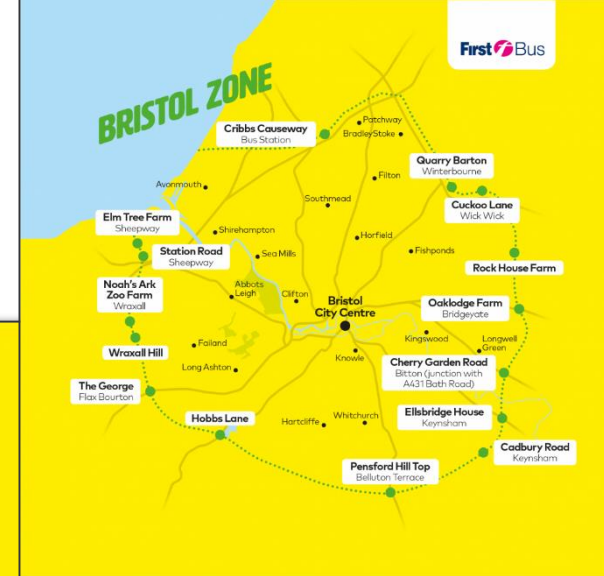 First Bus
BRISTOL ZONE
Cribbs Causeway
Bus Station
Patchway
BradleyStoke
Quarry Barton
Winterbourne
Filton
Avonmouth
Southmead
Cuckoo Lane
Wick Wick
Elm Tree Farm
Sheepway
Shirehampton
Horfield
Station Road
Sheepway
Sea Mills
Fishponds
Rock House Farm
Noah's Ark
Zoo Farm
Wraxall
Abbots
Leigh
Clifton
Bristol
City Centre
Oaklodge Farm
Bridgeyate
Kingswood
Longwell
Green
Failand
Wraxall Hill
Knowle
Long Ashton
Cherry Garden Road
Bitton (junction with
A431 Bath Road)
The George
Flax Bourton
Hobbs Lane
Hartcliffe
Whitchurch
Ellsbridge House
Keynsham
Cadbury Road
Keynsham
Pensford Hill Top
Belluton Terrace